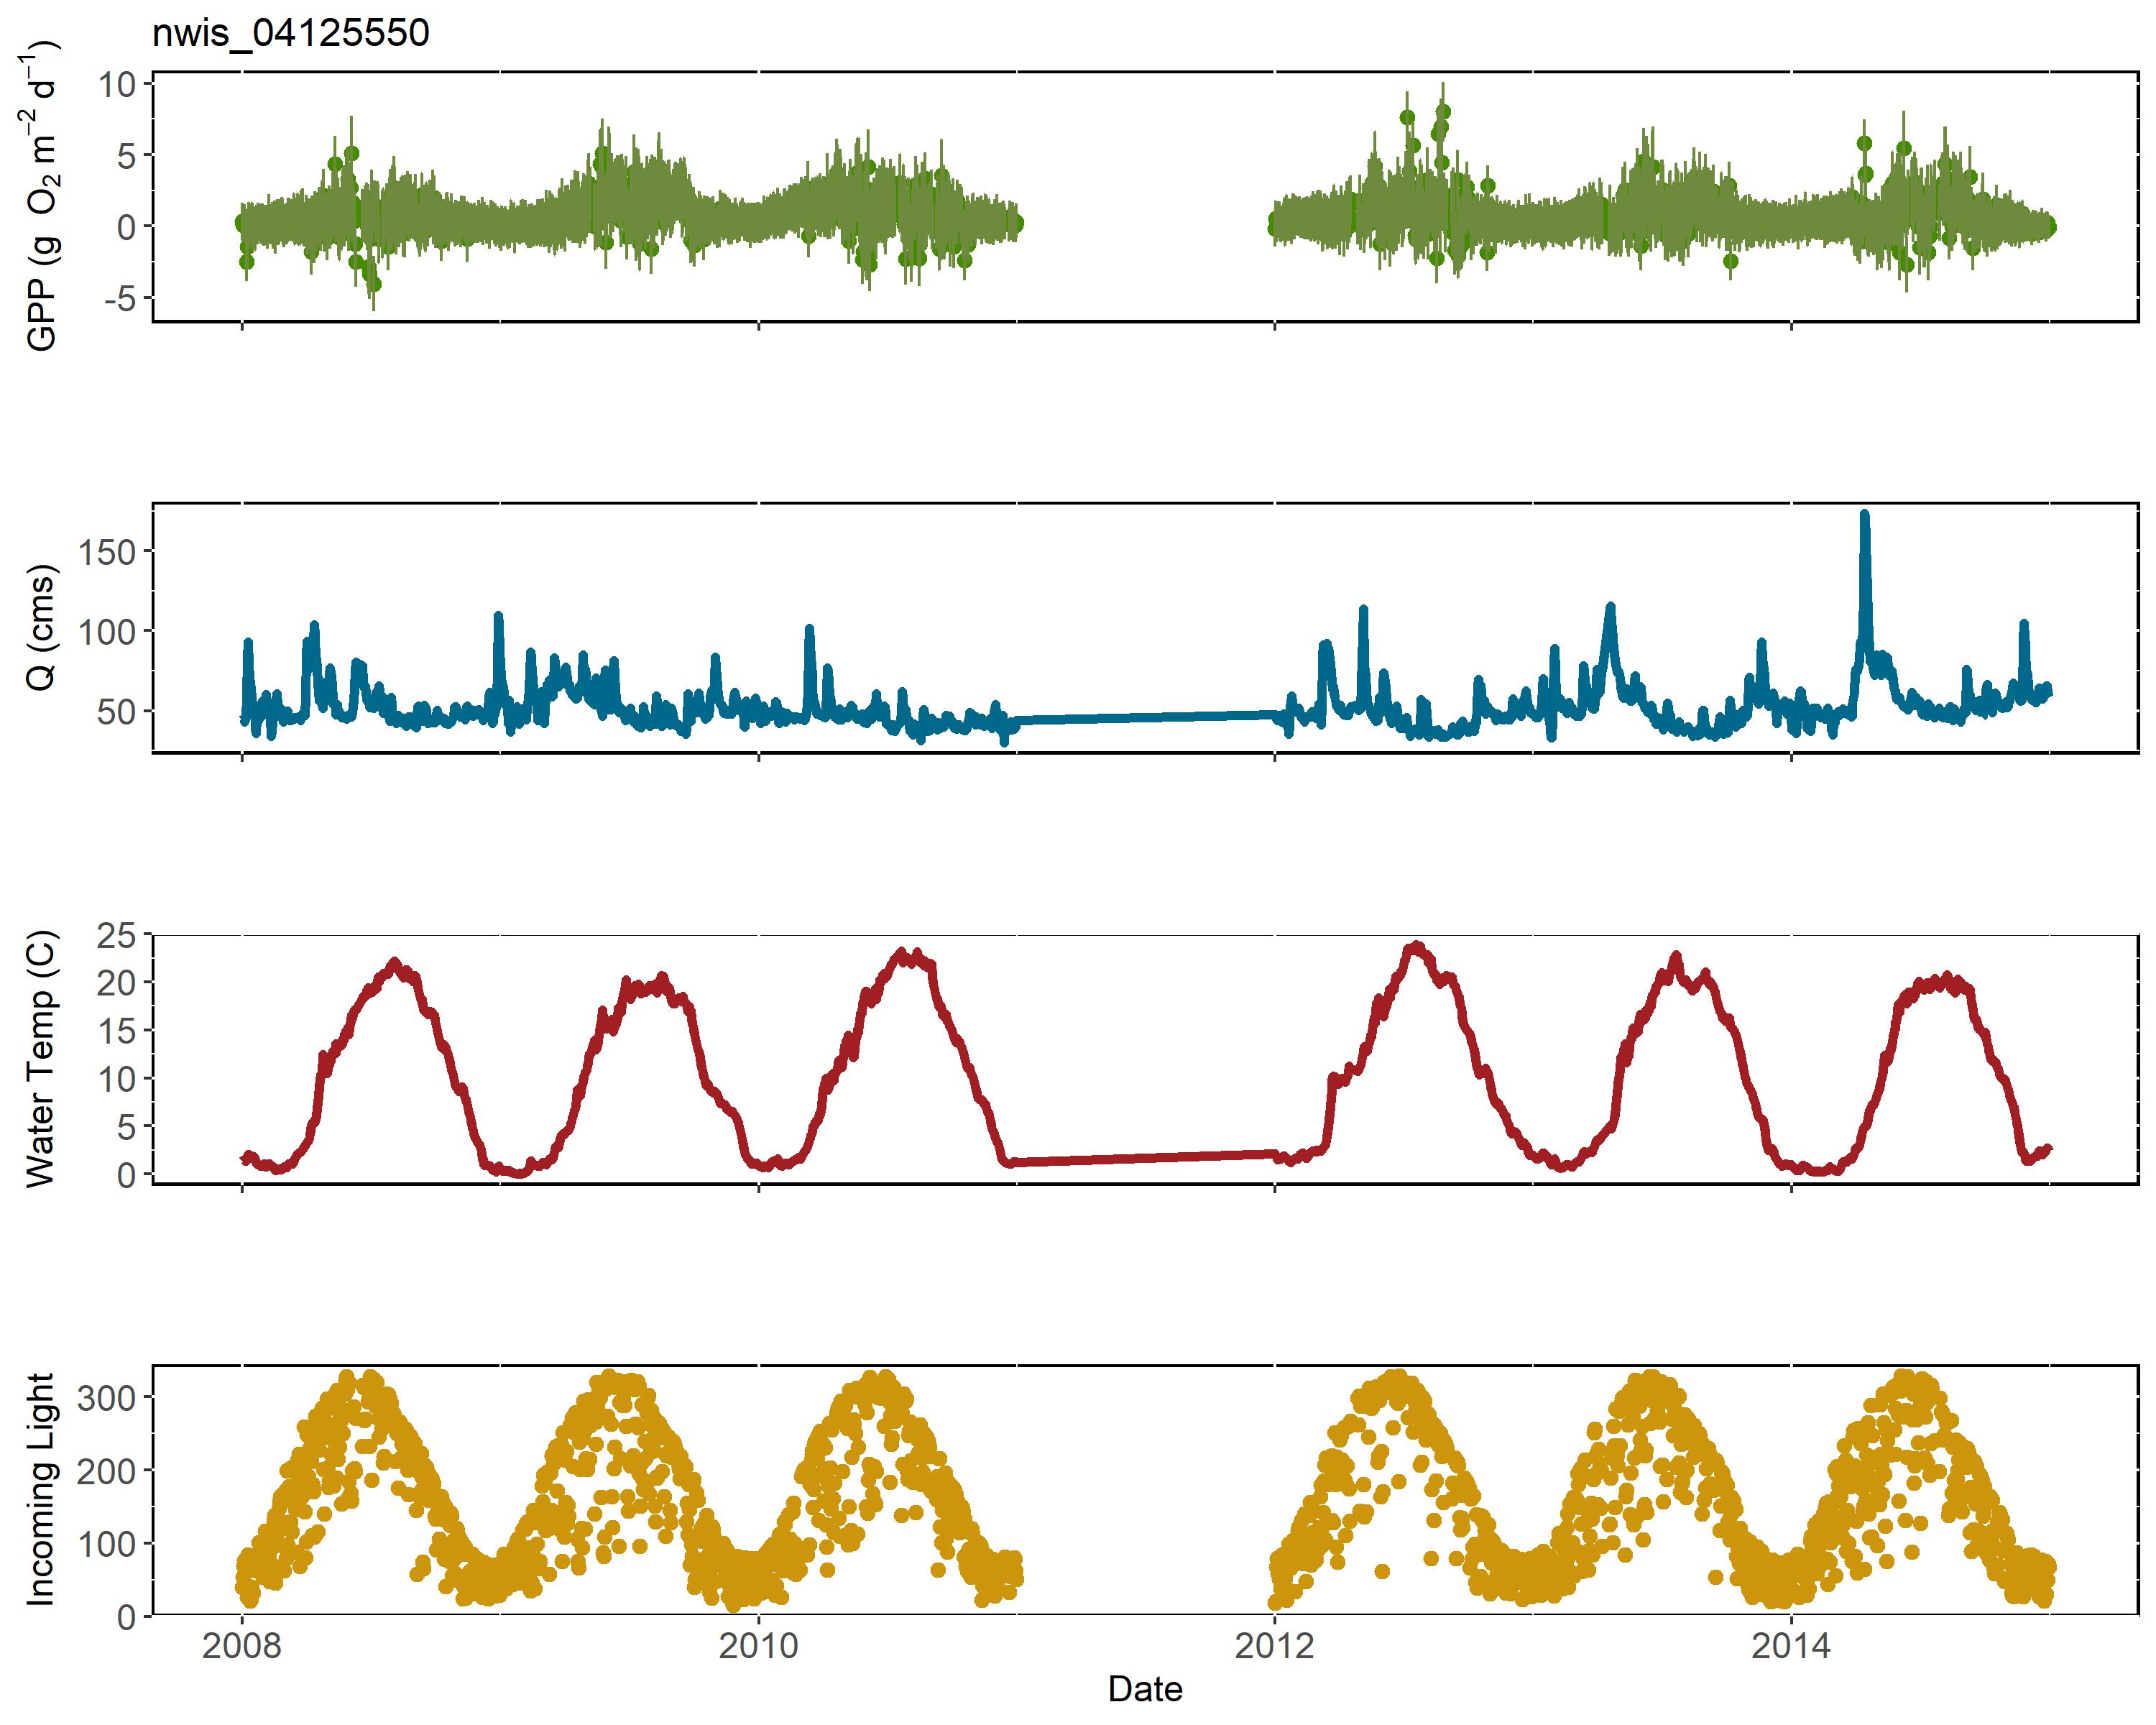 nwis_04125550
GPP (g O₂ m⁻² d⁻¹)
10
5
0
-5
Q (cms)
150
100
50
Water Temp (C)
25
20
15
10
5
0
Incoming Light
300
200
100
0
2008 2010 2012 2014
Date